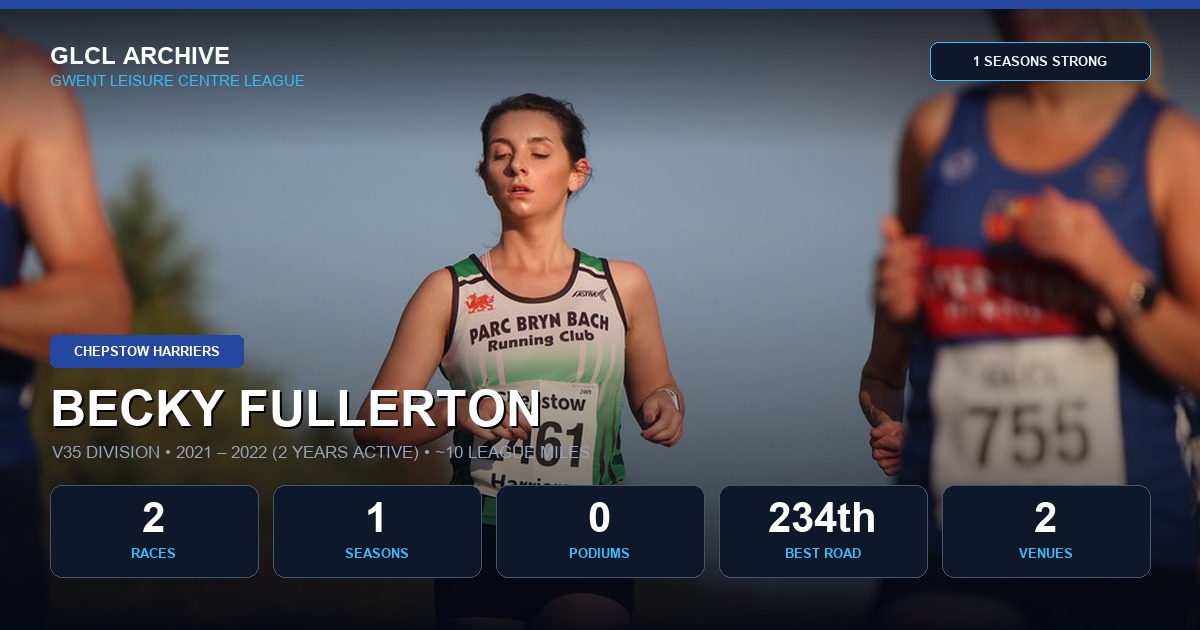 GLCL ARCHIVE
GWENT LEISURE CENTRE LEAGUE
1 SEASONS STRONG
PARC BRYN BACH
Running Club
CHEPSTOW HARRIERS
BECKY FULLERTON
V35 DIVISION • 2021 – 2022 (2 YEARS ACTIVE) • ~10 LEAGUE MILES
755
2
RACES
1
SEASONS
0
PODIUMS
234th
BEST ROAD
2
VENUES